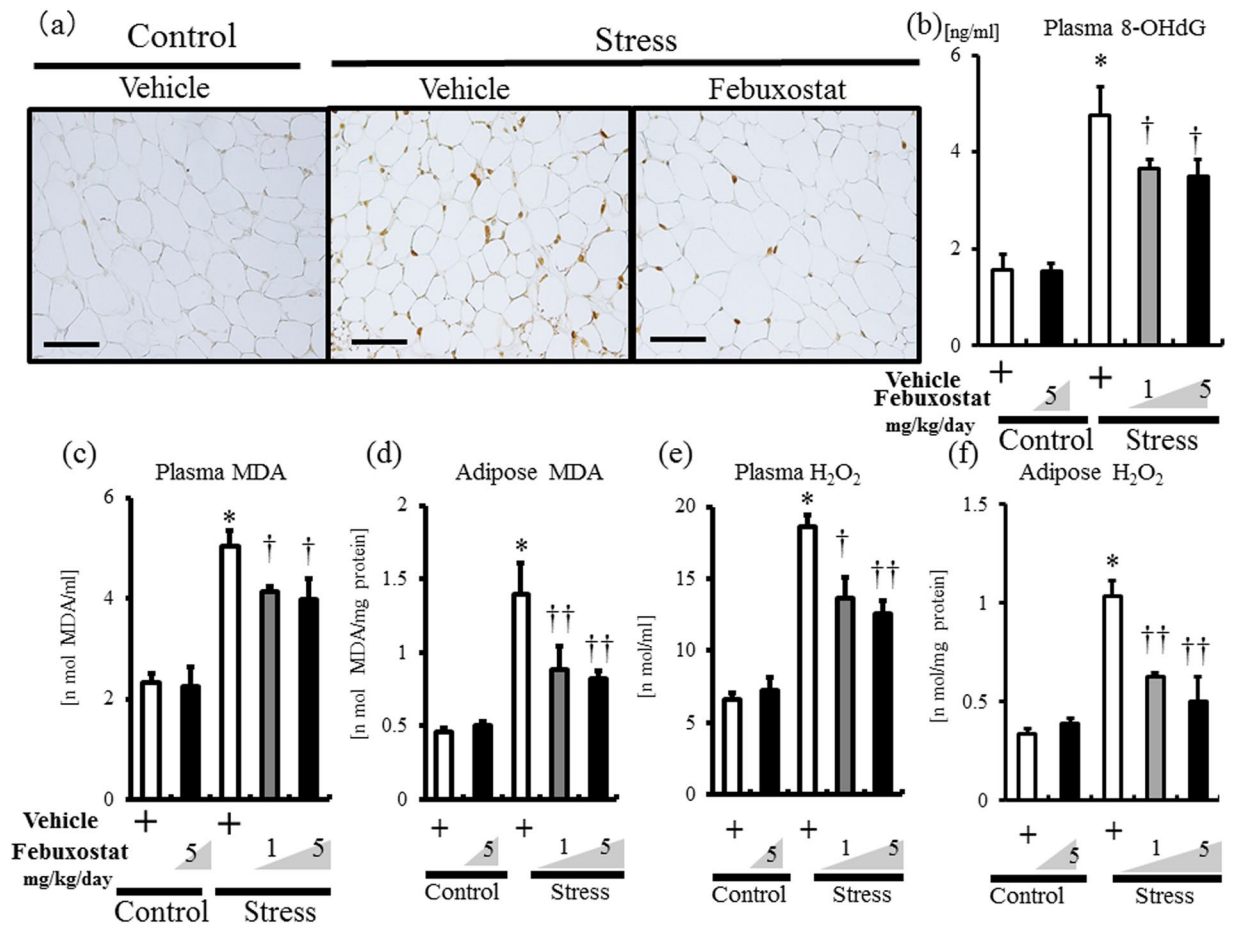 (a)
Control
Stress
Vehicle
Vehicle
Febuxostat
(b)
[ng/ml]
Plasma 8-OHdG
6
4
2
0
*
†
†
Vehicle + +
Febuxostat 5 1 5
mg/kg/day
Control
Stress
(c)
Plasma MDA
[n mol MDA/ml]
6
4
2
0
*
†
†
Vehicle + +
Febuxostat 5 1 5
mg/kg/day
Control
Stress
(d)
Adipose MDA
[n mol MDA/mg protein]
2
1.5
1
0.5
0
*
††
††
+ +
5 1 5
Control
Stress
(e)
Plasma H₂O₂
[n mol/ml]
20
15
10
5
0
*
†
††
+ +
5 1 5
Control
Stress
(f)
Adipose H₂O₂
[n mol/mg protein]
1.5
1
0.5
0
*
††
††
+ +
5 1 5
Control
Stress